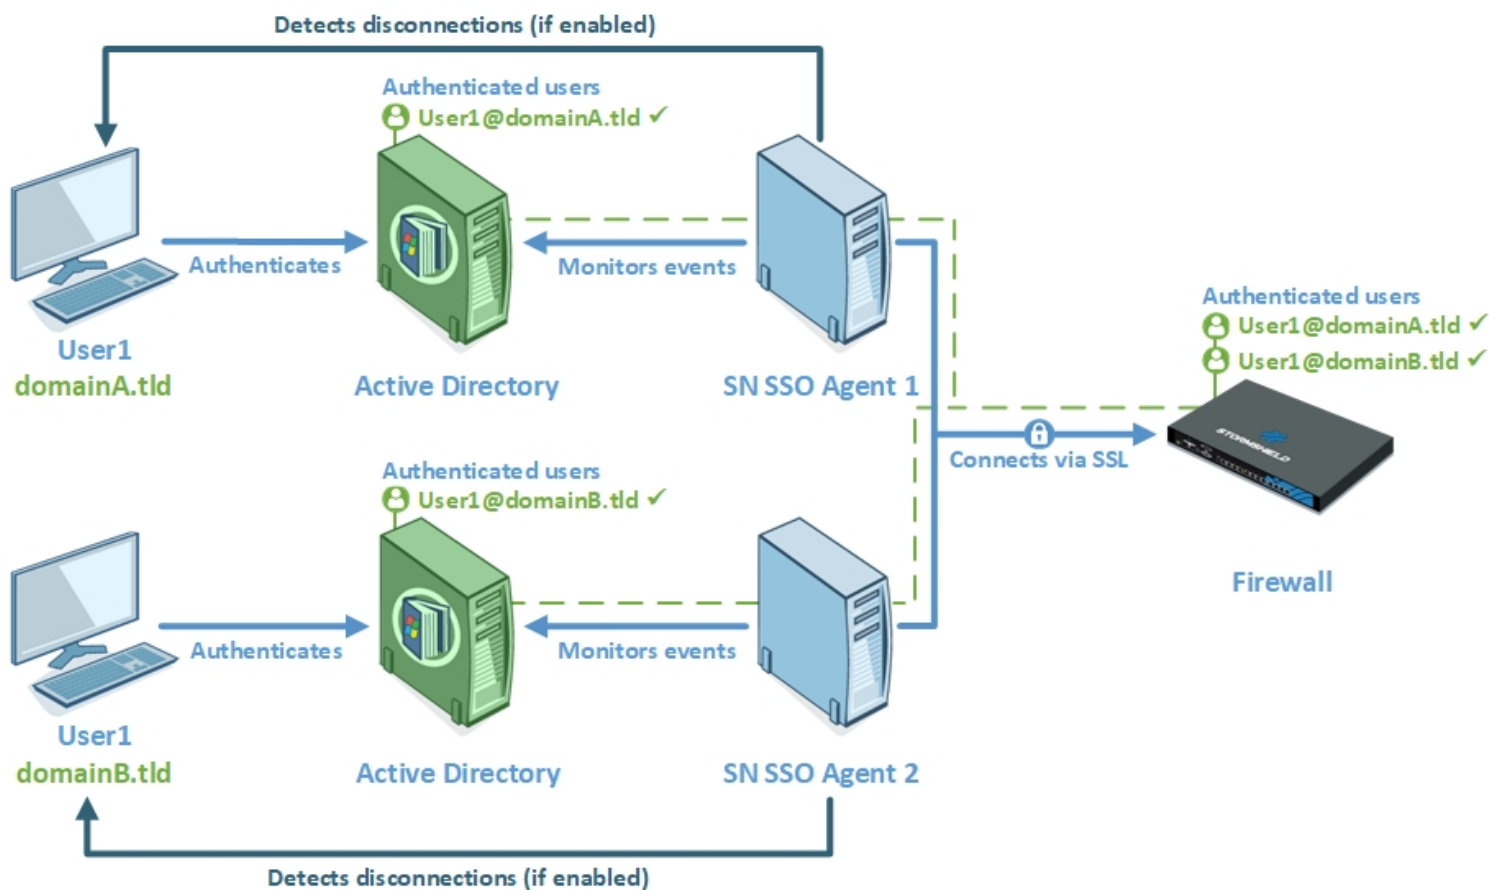 Detects disconnections (if enabled)
Authenticated users
User1@domainA.tld
Authenticates
Monitors events
User1
domainA.tld
Active Directory
SN SSO Agent 1
Authenticated users
User1@domainA.tld
User1@domainB.tld
STORMSHIELD
Connects via SSL
Firewall
Authenticated users
User1@domainB.tld
Authenticates
Monitors events
User1
domainB.tld
Active Directory
SN SSO Agent 2
Detects disconnections (if enabled)